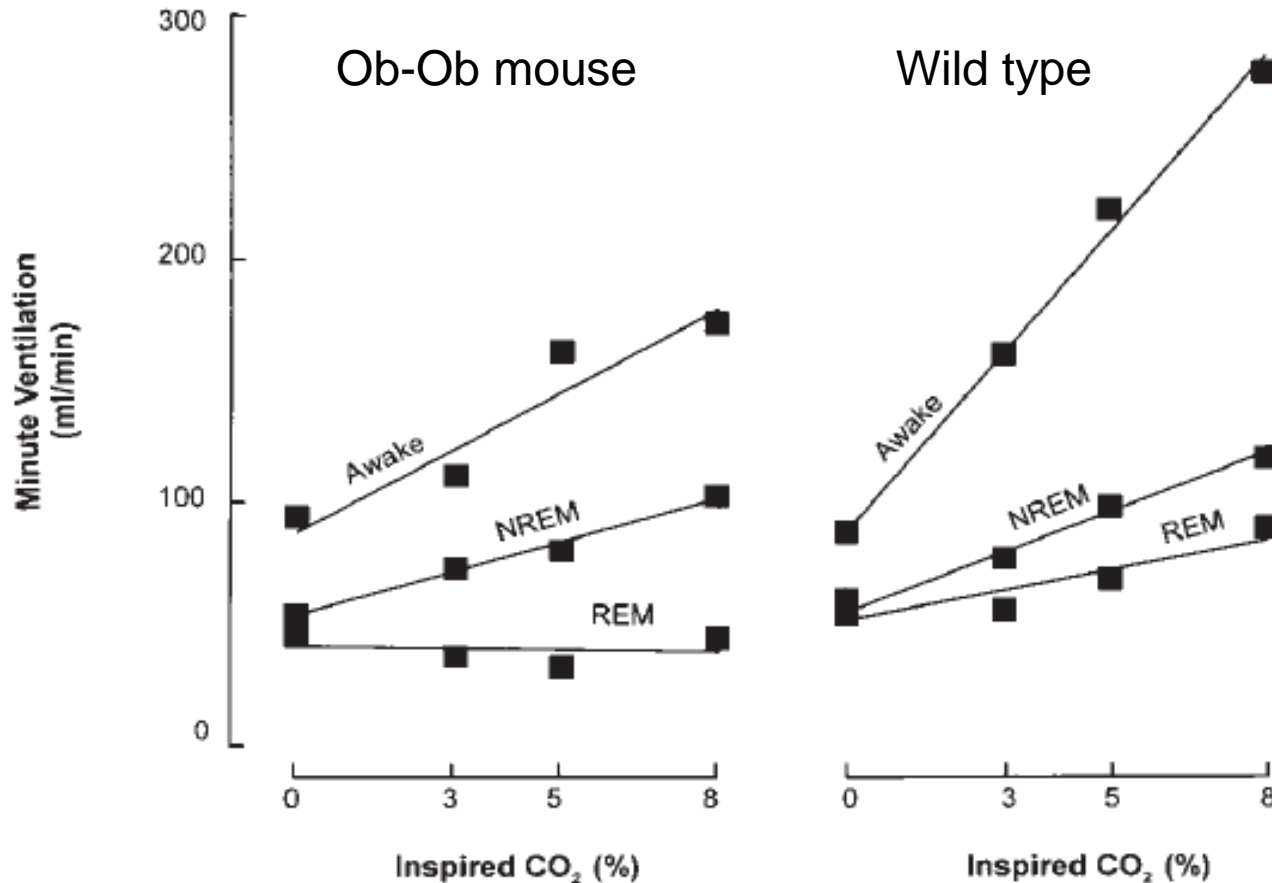 300
200
100
0
Minute Ventilation
(ml/min)
Ob-Ob mouse
Awake
NREM
REM
0 3 5 8
Inspired CO₂ (%)
Wild type
Awake
NREM
REM
0 3 5 8
Inspired CO₂ (%)